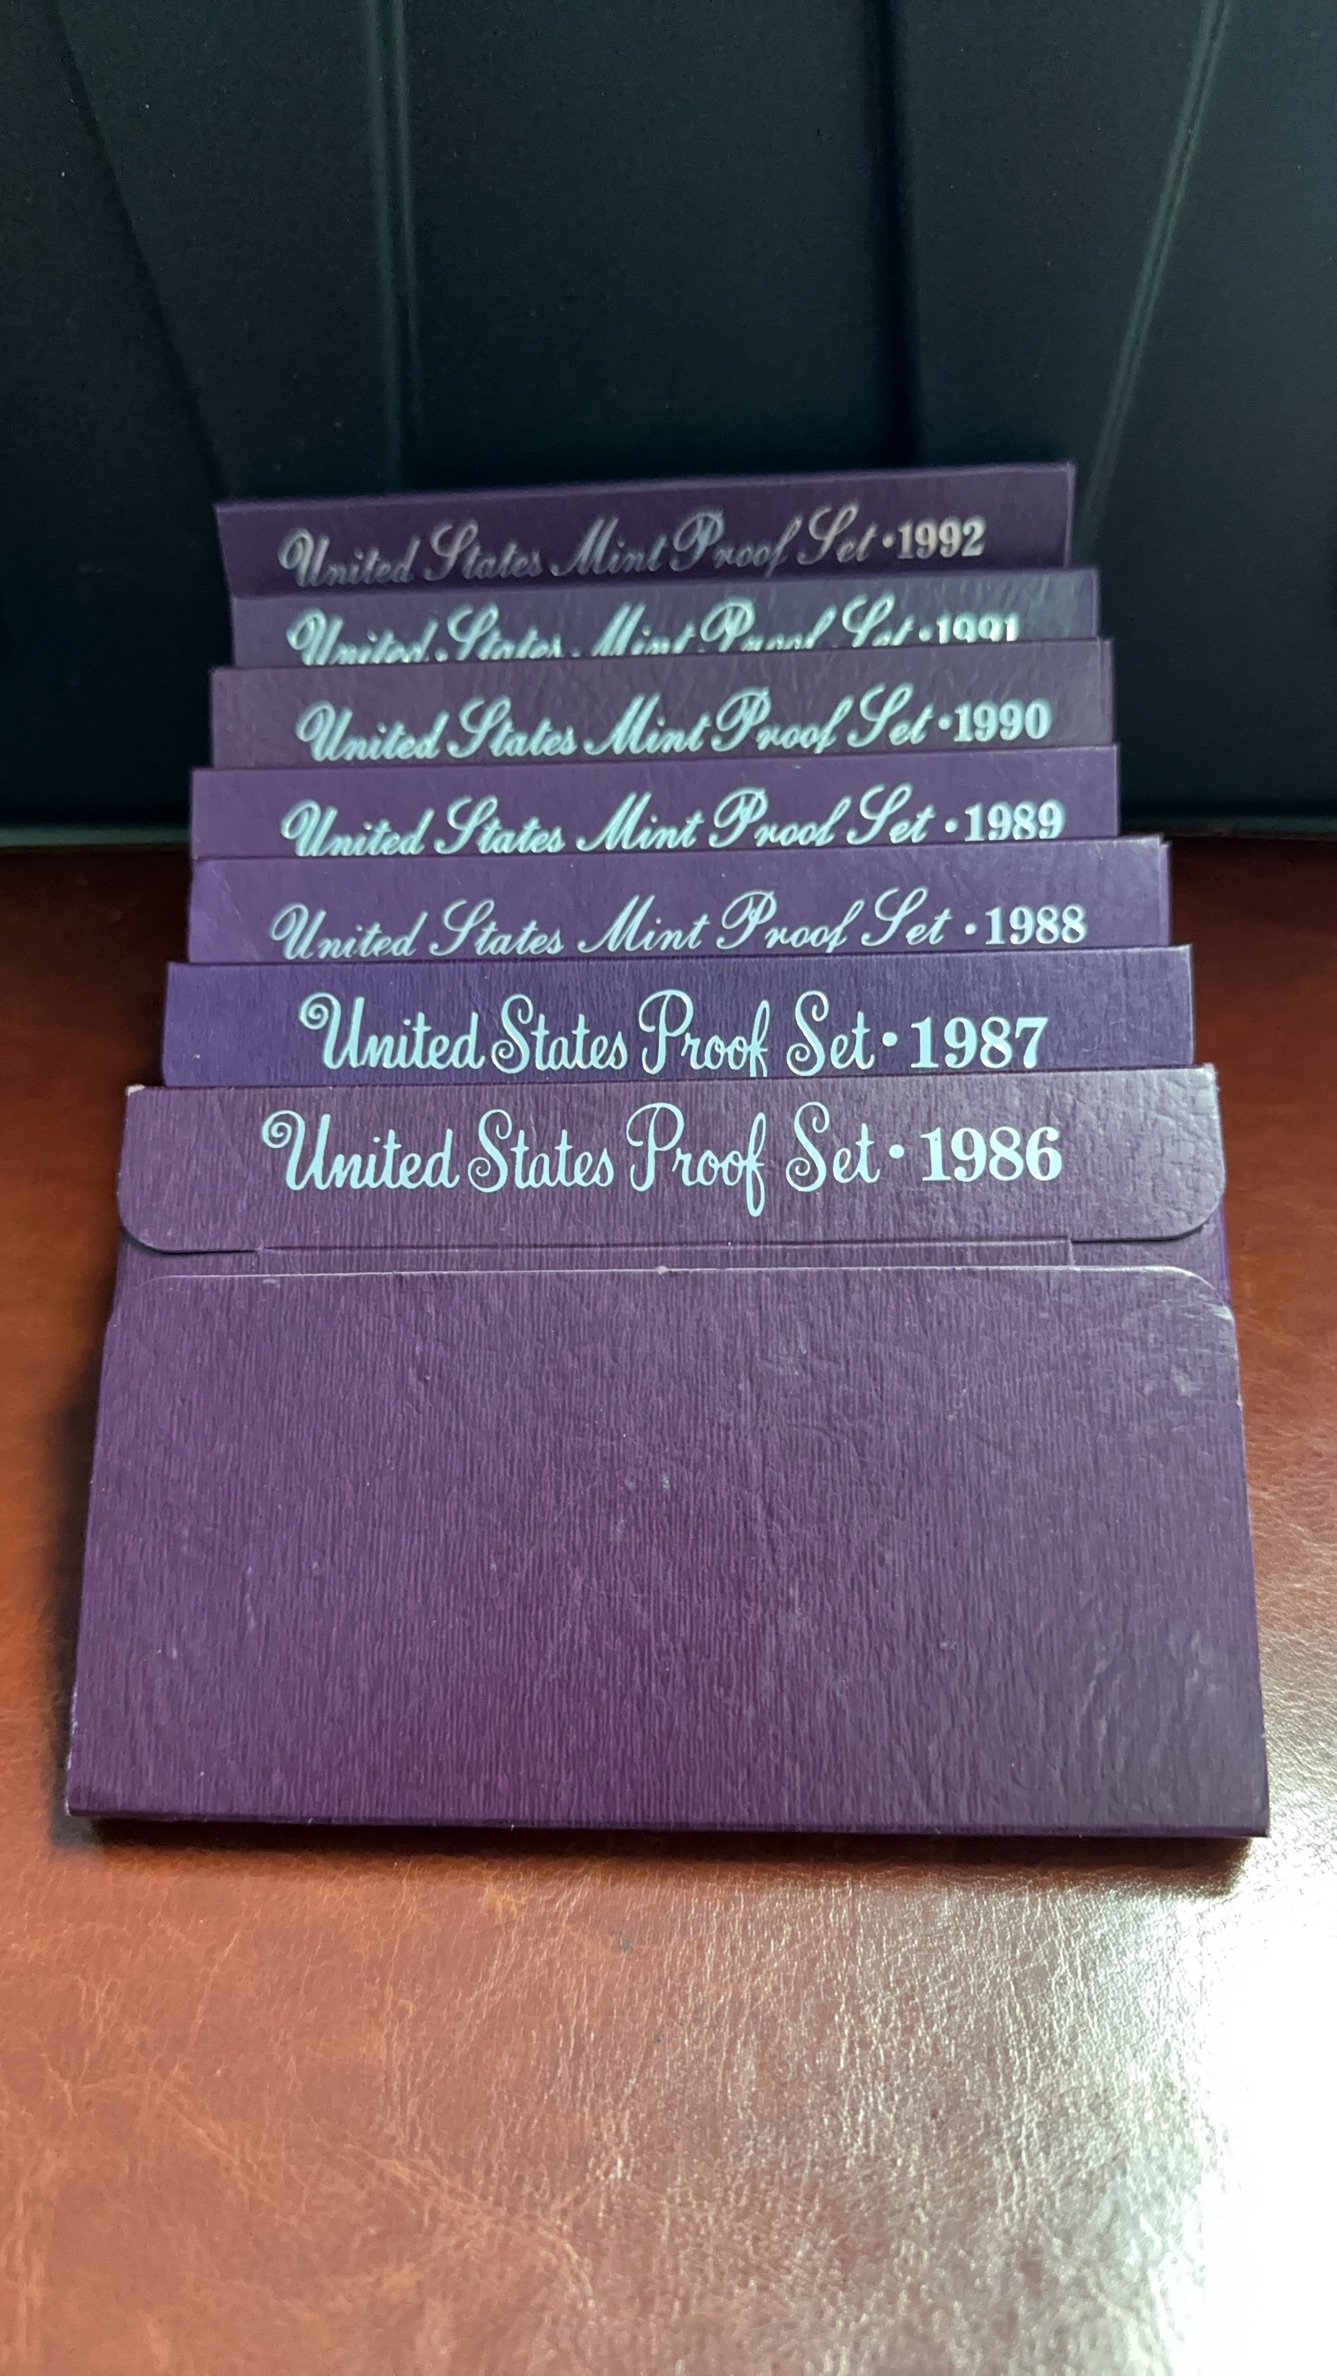 United States Mint Proof Set • 1992
United States Mint Proof Set • 1991
United States Mint Proof Set • 1990
United States Mint Proof Set • 1989
United States Mint Proof Set • 1988
United States Proof Set • 1987
United States Proof Set • 1986